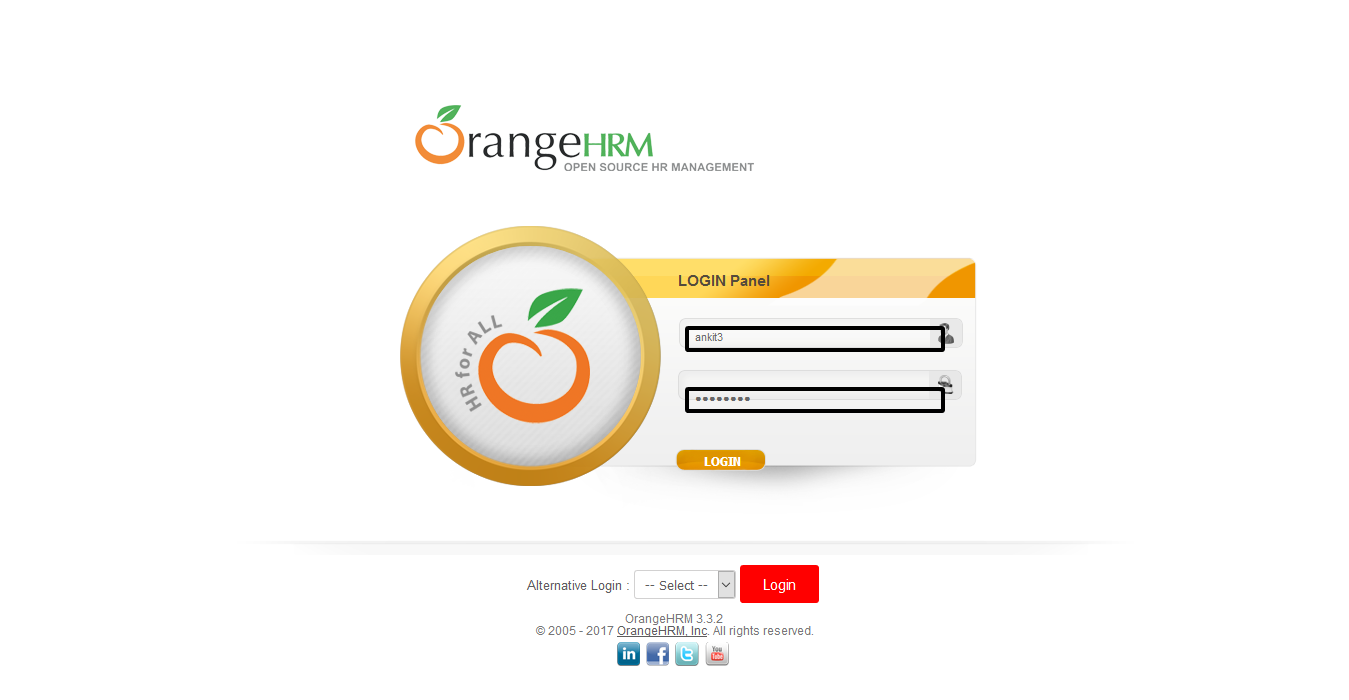 OrangeHRM
OPEN SOURCE HR MANAGEMENT
HR for ALL
LOGIN Panel
ankit3
••••••••
LOGIN
Alternative Login : -- Select -- Login
OrangeHRM 3.3.2
© 2005 - 2017 OrangeHRM, Inc. All rights reserved.
in f t You Tube